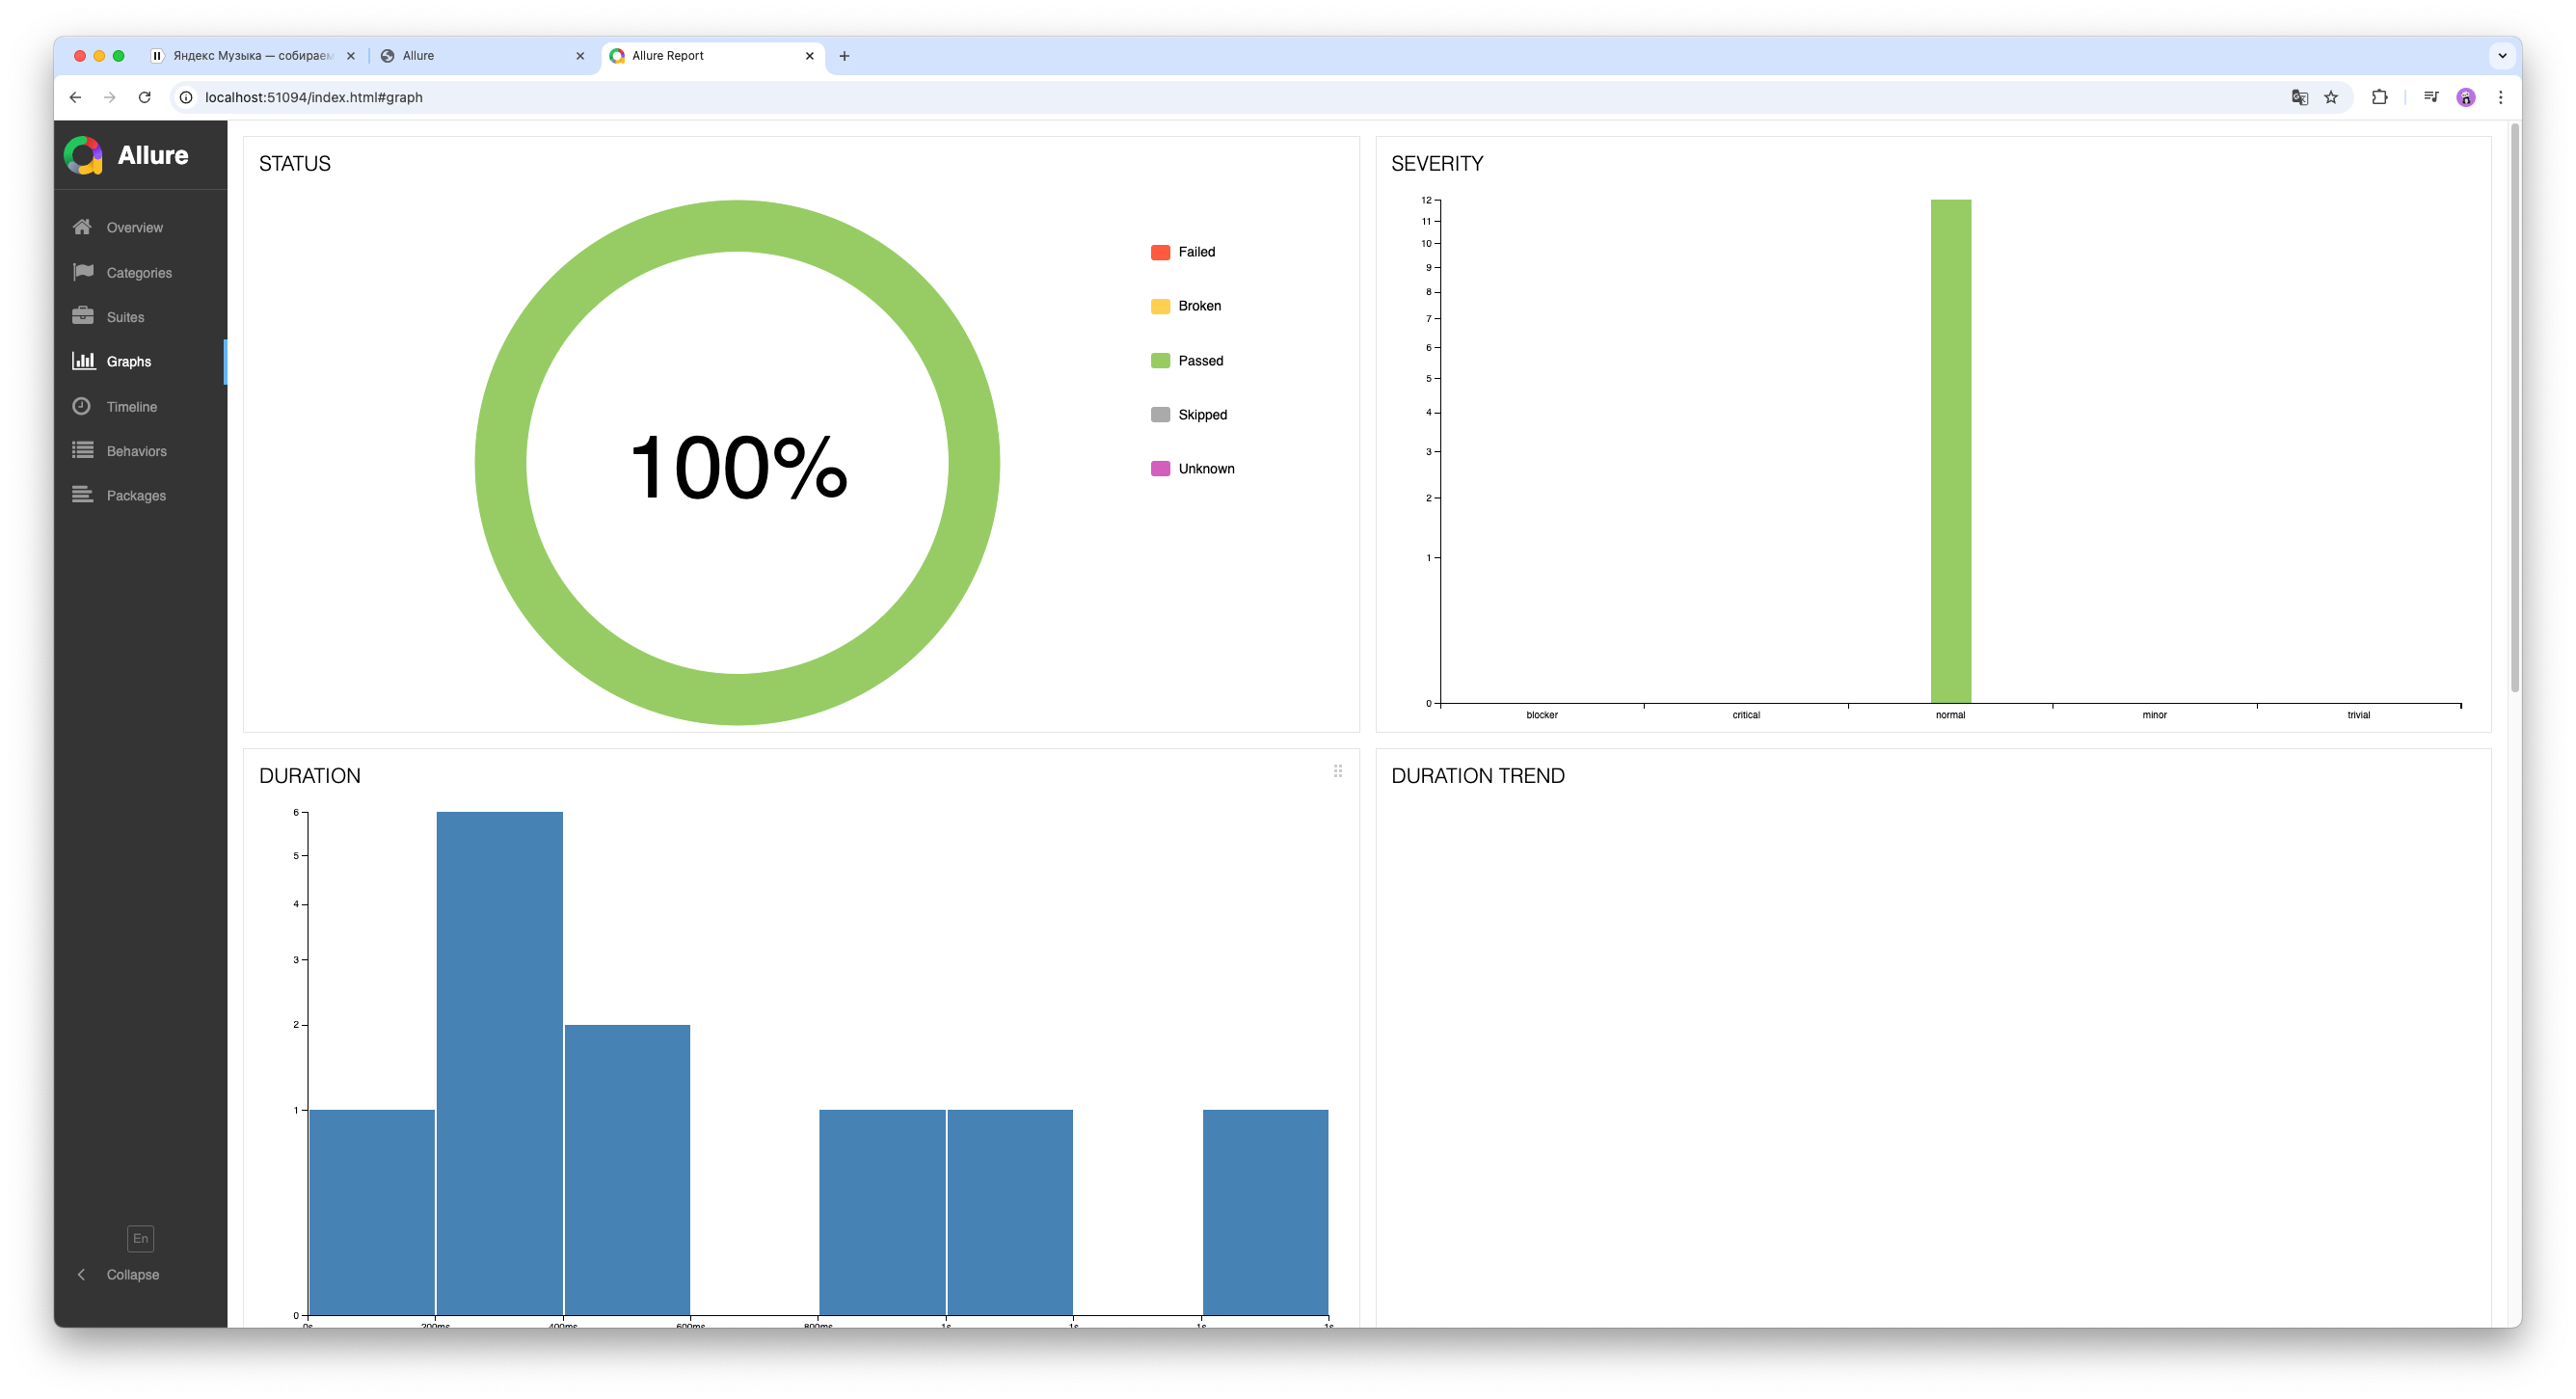 Яндекс Музыка — собираем
Allure
Allure Report
localhost:51094/index.html#graph
Allure
Overview
Categories
Suites
Graphs
Timeline
Behaviors
Packages
En
Collapse
STATUS
100%
Failed
Broken
Passed
Skipped
Unknown
SEVERITY
12
11
10
9
8
7
6
5
4
3
2
1
0
blocker critical normal minor trivial
DURATION
6
5
4
3
2
1
0
0s 200ms 400ms 600ms 800ms 1s 1s 1s 1s
DURATION TREND